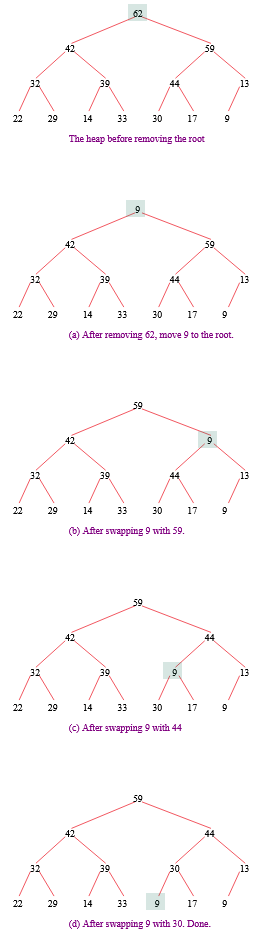 62
42 59
32 39 44 13
22 29 14 33 30 17 9
The heap before removing the root
9
42 59
32 39 44 13
22 29 14 33 30 17 9
(a) After removing 62, move 9 to the root.
59
42 9
32 39 44 13
22 29 14 33 30 17 9
(b) After swapping 9 with 59.
59
42 44
32 39 9 13
22 29 14 33 30 17 9
(c) After swapping 9 with 44
59
42 44
32 39 30 13
22 29 14 33 9 17 9
(d) After swapping 9 with 30. Done.